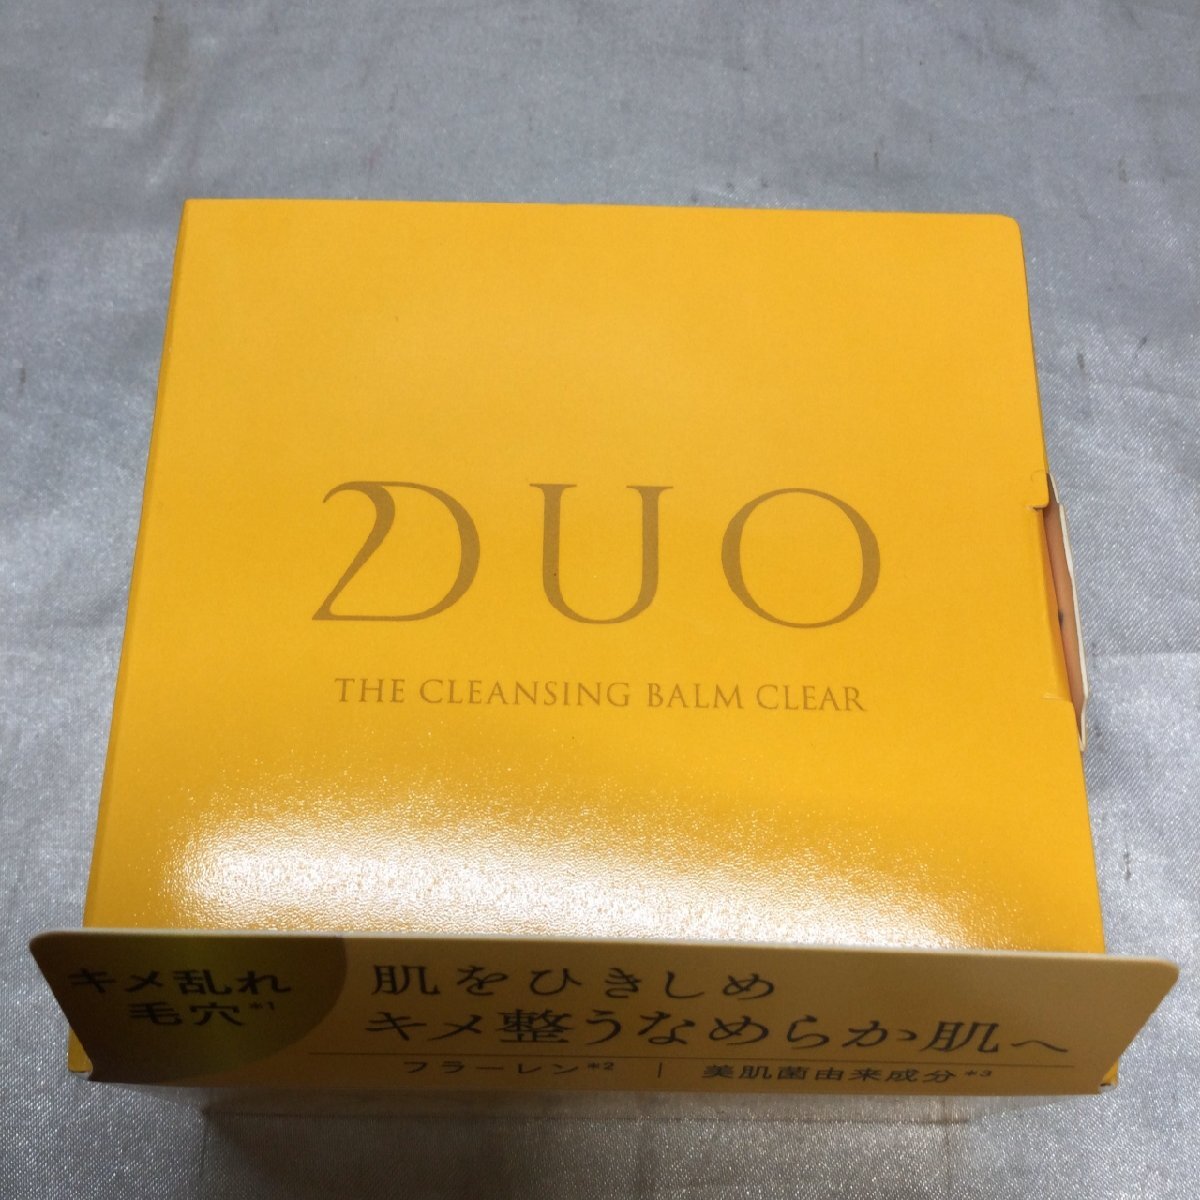 DUO
THE CLEANSING BALM CLEAR
キメ乱れ
毛穴*1
肌をひきしめ
キメ整うなめらか肌へ
フラーレン*2 | 美肌菌由来成分*3